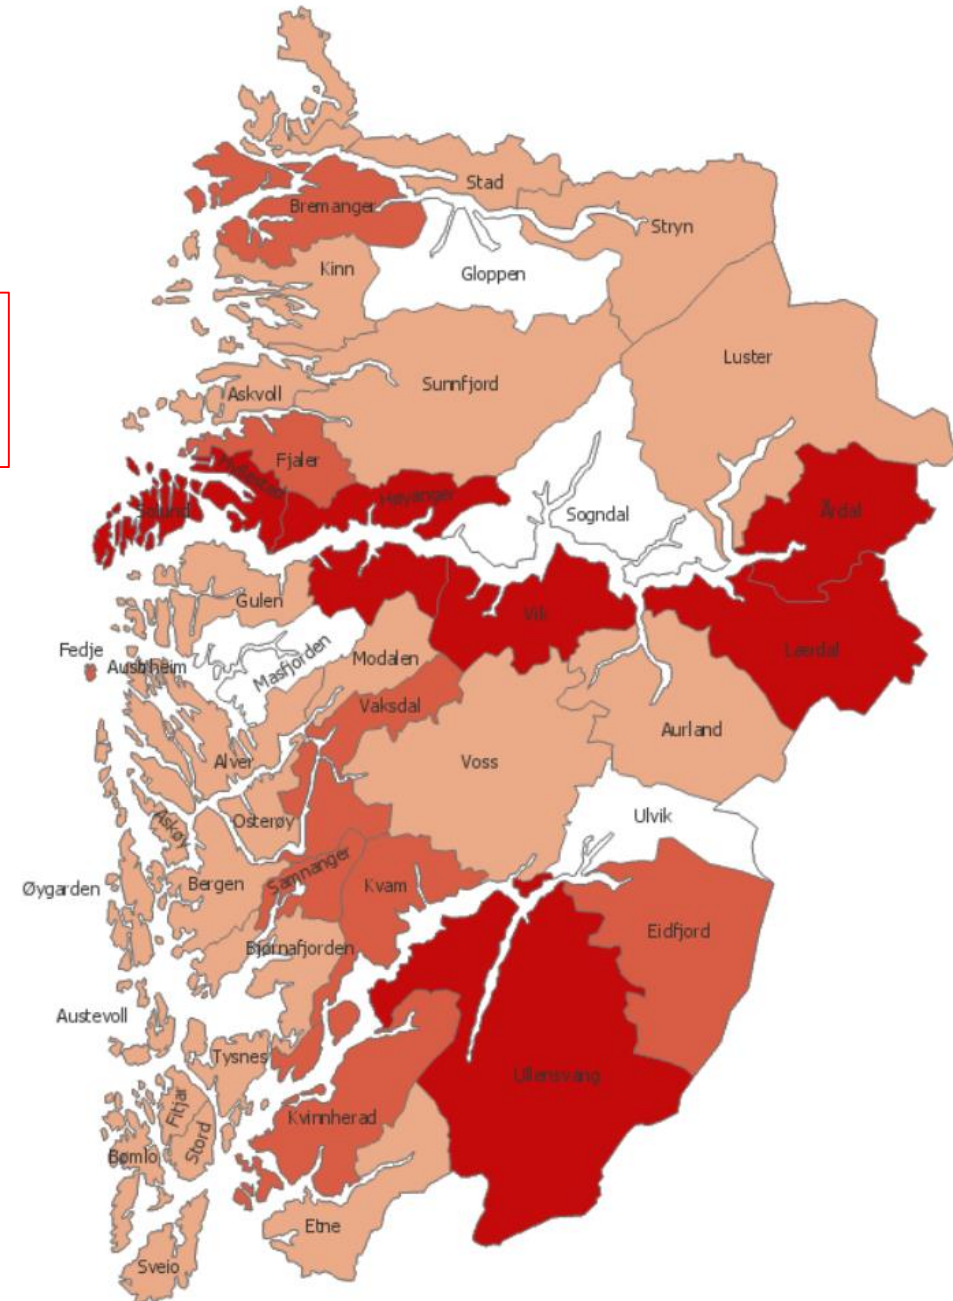 Stad
Bremanger
Stryn
Kinn
Gloppen
Luster
Sunnfjord
Askvoll
Fjaler
Hyllestad
Høyanger
Solund
Sogndal
Årdal
Gulen
Vik
Fedje
Austrheim
Masfjorden
Modalen
Lærdal
Vaksdal
Aurland
Alver
Voss
Askøy
Osterøy
Ulvik
Øygarden
Bergen
Samnanger
Kvam
Eidfjord
Bjørnafjorden
Austevoll
Tysnes
Ullensvang
Fitjar
Kvinnherad
Stord
Bømlo
Etne
Sveio